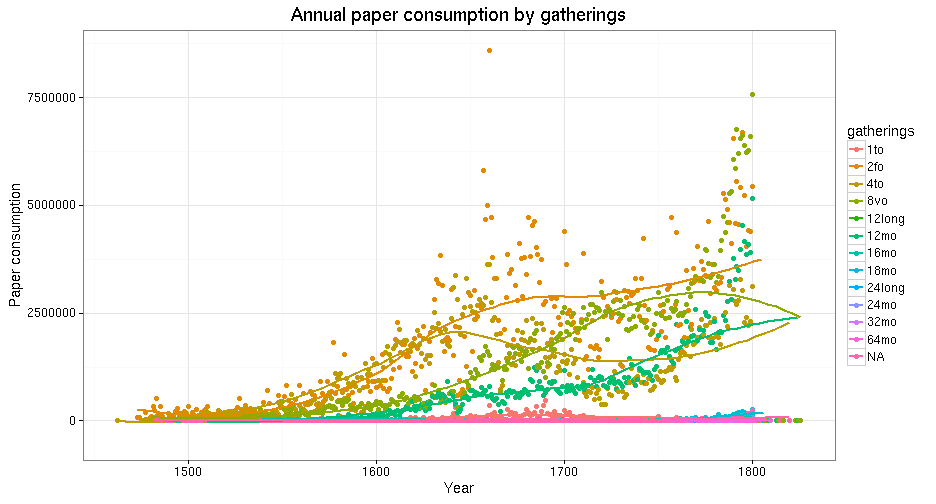 Annual paper consumption by gatherings
Paper consumption
7500000
5000000
2500000
0
1500
1600
1700
1800
Year
gatherings
1to
2fo
4to
8vo
12long
12mo
16mo
18mo
24long
24mo
32mo
64mo
NA